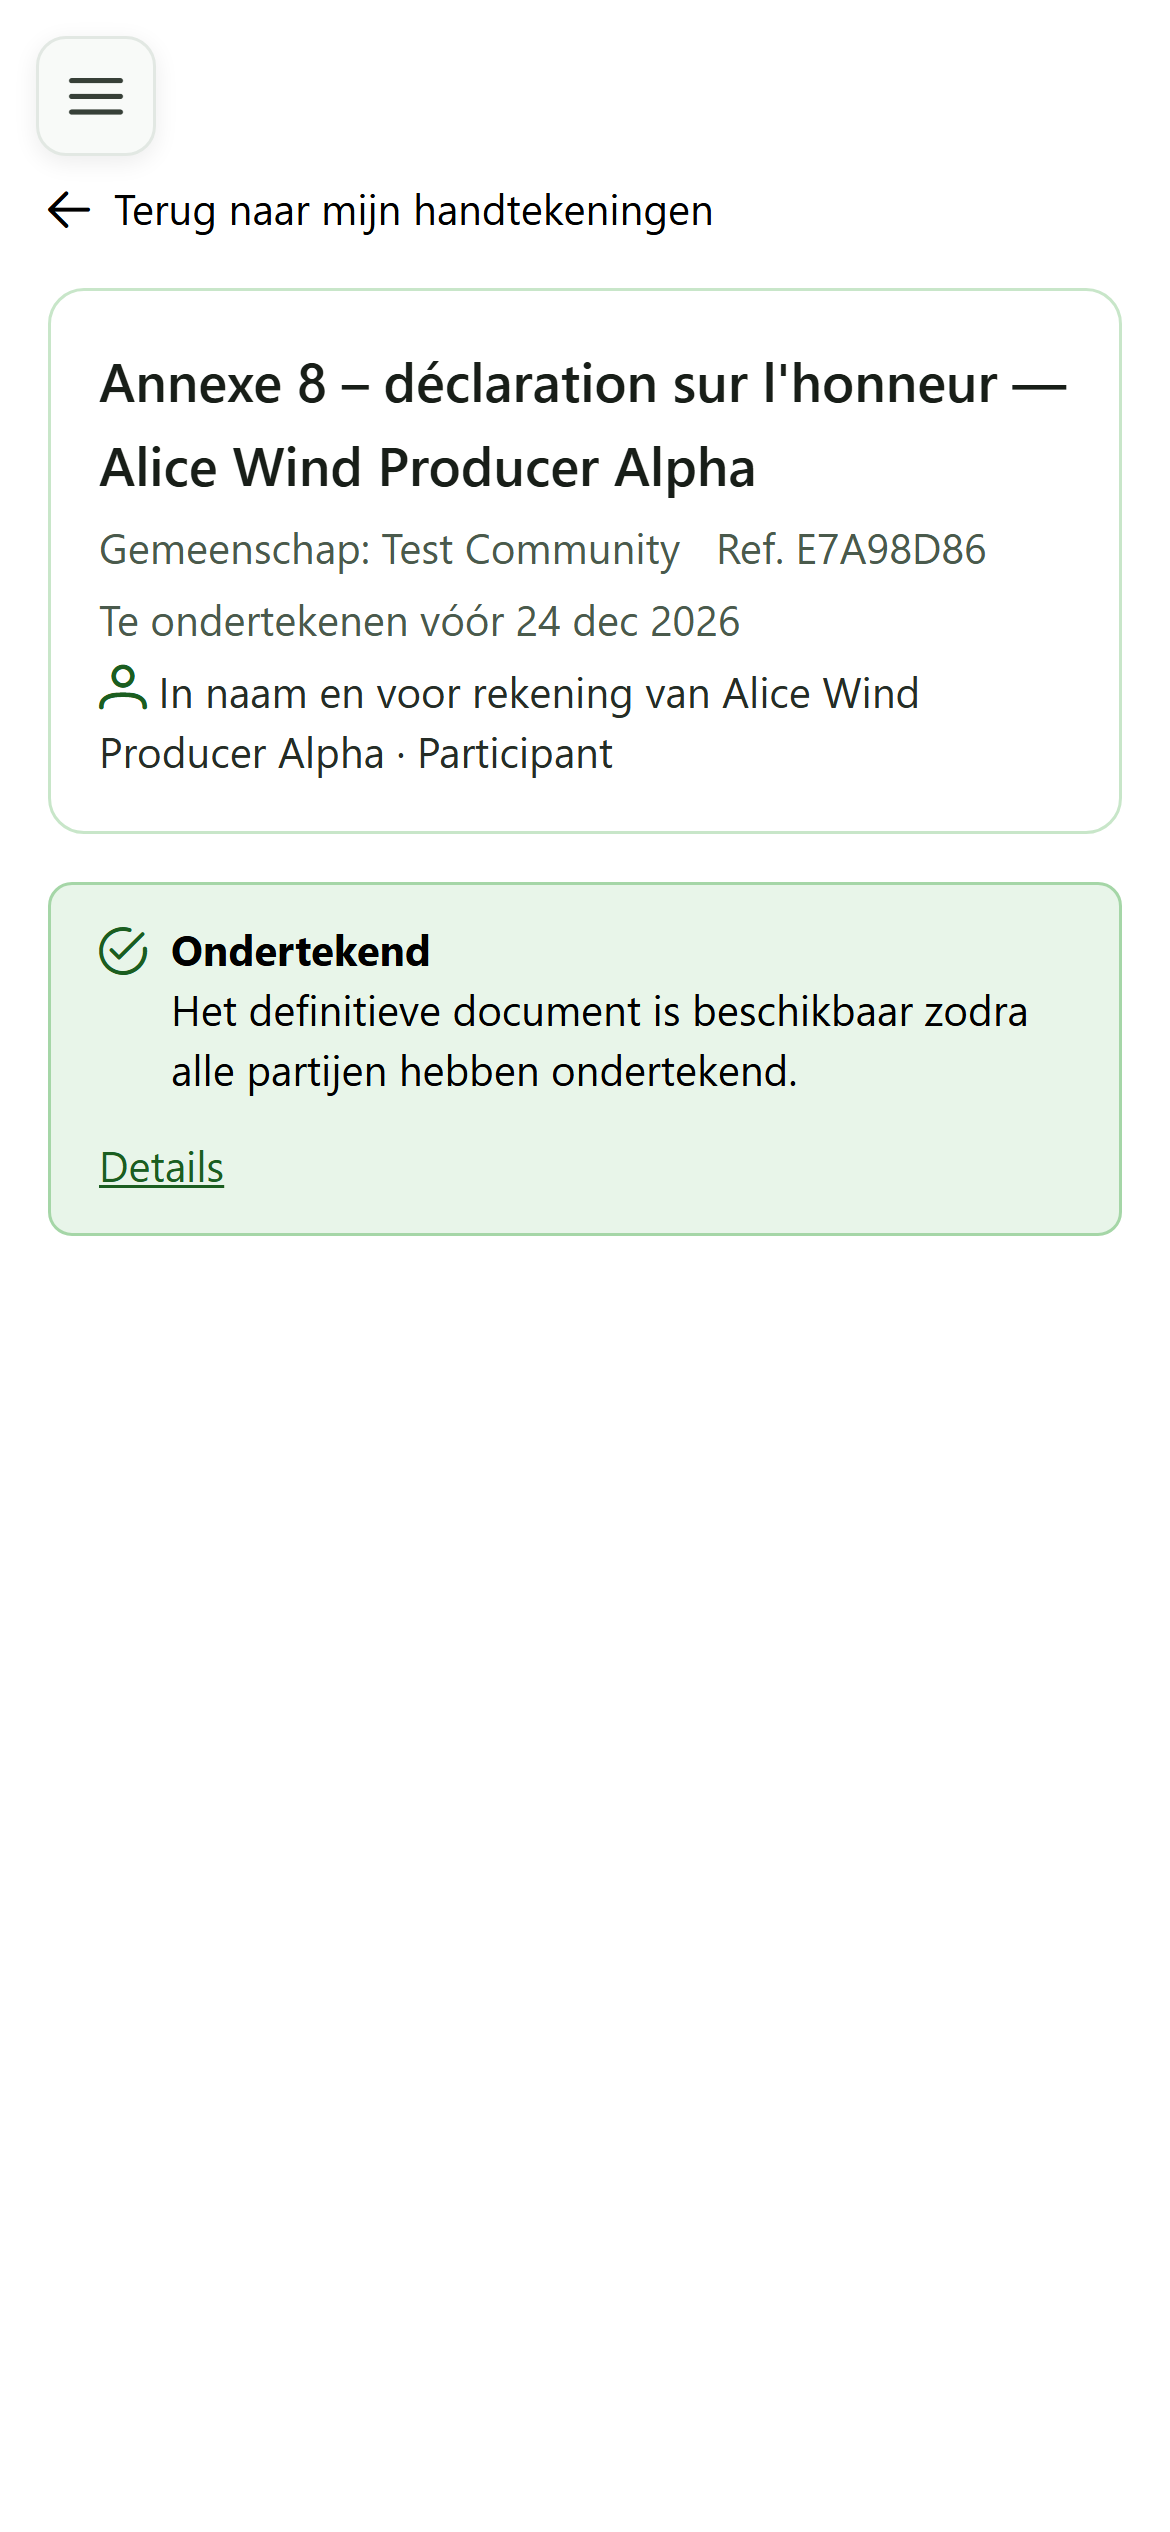 Terug naar mijn handtekeningen
Annexe 8 – déclaration sur l'honneur —
Alice Wind Producer Alpha
Gemeenschap: Test Community Ref. E7A98D86
Te ondertekenen vóór 24 dec 2026
In naam en voor rekening van Alice Wind
Producer Alpha · Participant
Ondertekend
Het definitieve document is beschikbaar zodra
alle partijen hebben ondertekend.
Details